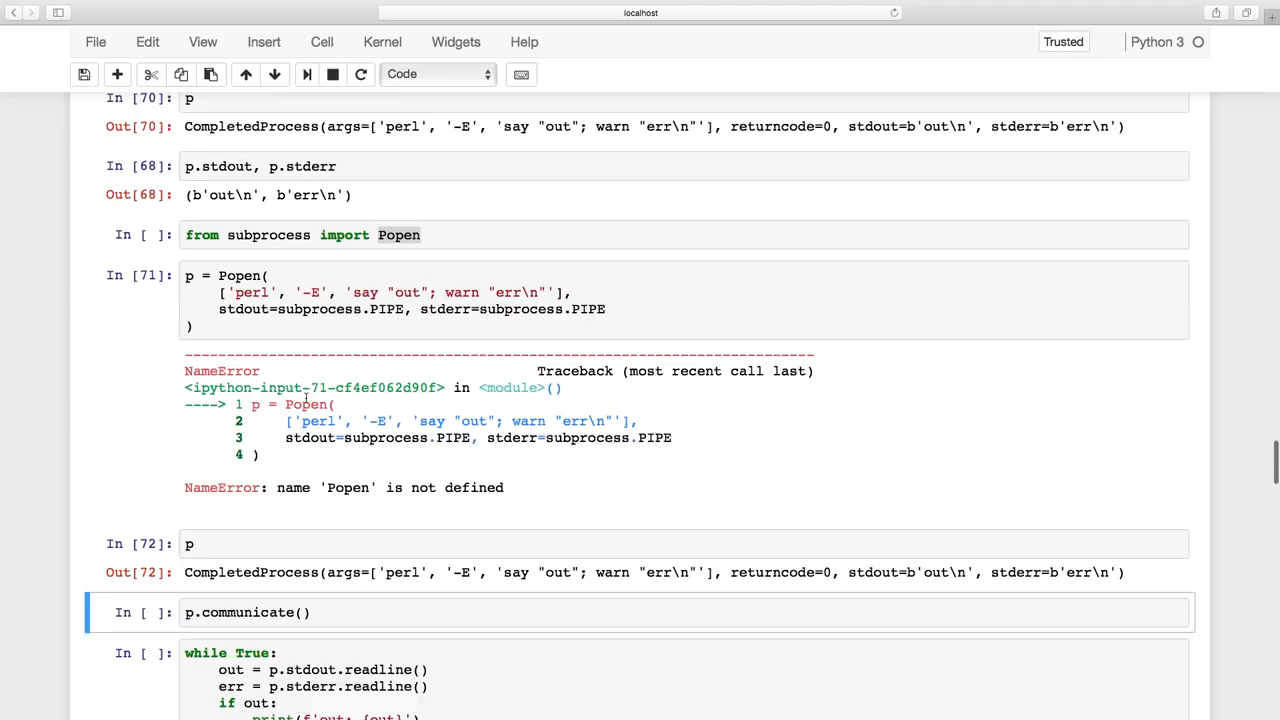 localhost
File Edit View Insert Cell Kernel Widgets Help Trusted Python 3
Code
In [70]: p
Out[70]: CompletedProcess(args=['perl', '-E', 'say "out"; warn "err\n"'], returncode=0, stdout=b'out\n', stderr=b'err\n')
In [68]: p.stdout, p.stderr
Out[68]: (b'out\n', b'err\n')
In [ ]: from subprocess import Popen
In [71]: p = Popen(
['perl', '-E', 'say "out"; warn "err\n"'],
stdout=subprocess.PIPE, stderr=subprocess.PIPE
)
---------------------------------------------------------------------------
NameError Traceback (most recent call last)
<ipython-input-71-cf4ef062d90f> in <module>()
----> 1 p = Popen(
2 ['perl', '-E', 'say "out"; warn "err\n"'],
3 stdout=subprocess.PIPE, stderr=subprocess.PIPE
4 )
NameError: name 'Popen' is not defined
In [72]: p
Out[72]: CompletedProcess(args=['perl', '-E', 'say "out"; warn "err\n"'], returncode=0, stdout=b'out\n', stderr=b'err\n')
In [ ]: p.communicate()
In [ ]: while True:
out = p.stdout.readline()
err = p.stderr.readline()
if out:
print(f'out: {out}')